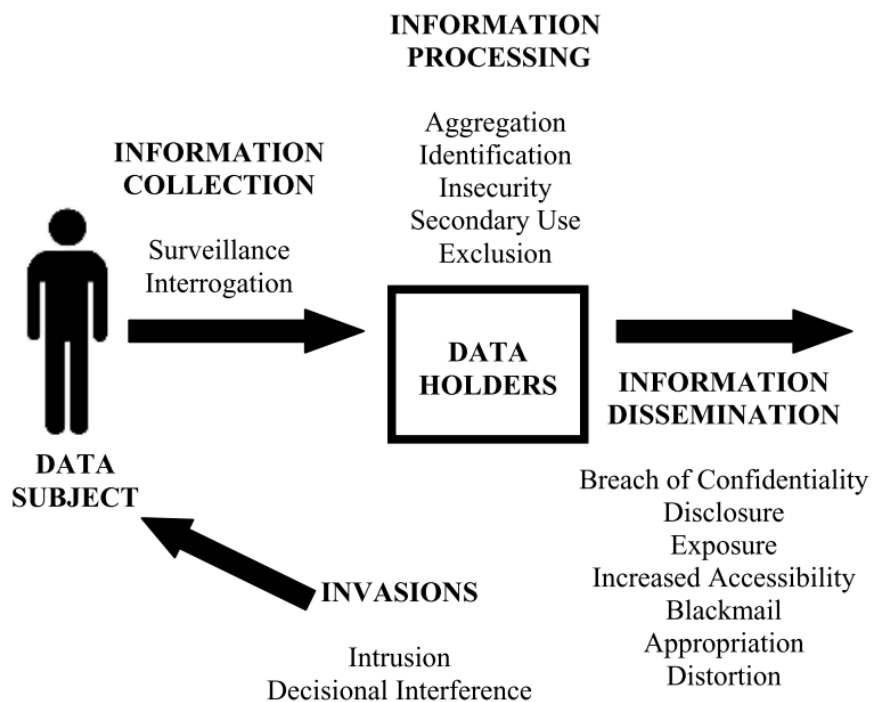 INFORMATION
PROCESSING
Aggregation
Identification
Insecurity
Secondary Use
Exclusion
INFORMATION
COLLECTION
Surveillance
Interrogation
DATA
HOLDERS
DATA
SUBJECT
INFORMATION
DISSEMINATION
Breach of Confidentiality
Disclosure
Exposure
Increased Accessibility
Blackmail
Appropriation
Distortion
INVASIONS
Intrusion
Decisional Interference